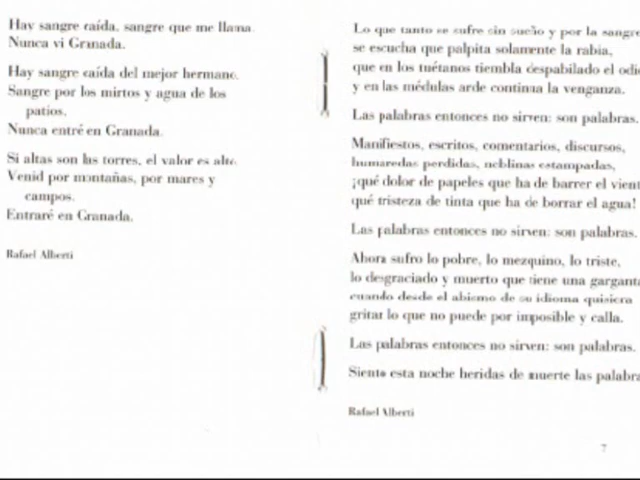 Hay sangre caída, sangre que me llama.
Nunca vi Granada.
Hay sangre caída del mejor hermano.
Sangre por los mirtos y agua de los
patios.
Nunca entré en Granada.
Si altas son las torres, el valor es alto.
Venid por montañas, por mares y
campos.
Entraré en Granada.
Rafael Alberti
Lo que tanto se sufre sin sueño y por la sangre
se escucha que palpita solamente la rabia,
que en los tuétanos tiembla despabilado el odio
y en las médulas arde continua la venganza.
Las palabras entonces no sirven: son palabras.
Manifiestos, escritos, comentarios, discursos,
humaredas perdidas, neblinas estampadas,
¡qué dolor de papeles que ha de barrer el vient
qué tristeza de tinta que ha de borrar el agua!
Las palabras entonces no sirven: son palabras.
Ahora sufro lo pobre, lo mezquino, lo triste,
lo desgraciado y muerto que tiene una garganta
cuando desde el abismo de su idioma quisiera
gritar lo que no puede por imposible y calla.
Las palabras entonces no sirven: son palabras.
Siento esta noche heridas de muerte las palabra
Rafael Alberti
7